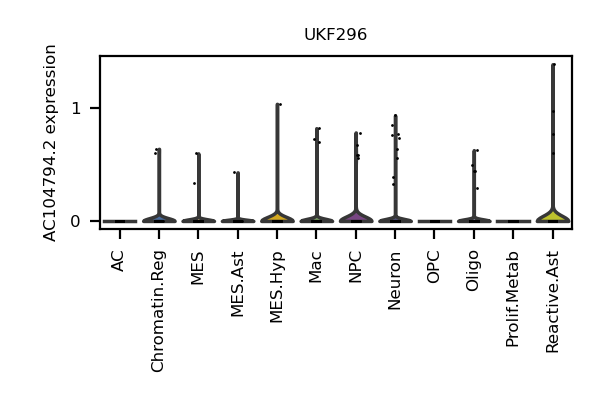 UKF296
AC104794.2 expression
1
0
AC
Chromatin.Reg
MES
MES.Ast
MES.Hyp
Mac
NPC
Neuron
OPC
Oligo
Prolif.Metab
Reactive.Ast